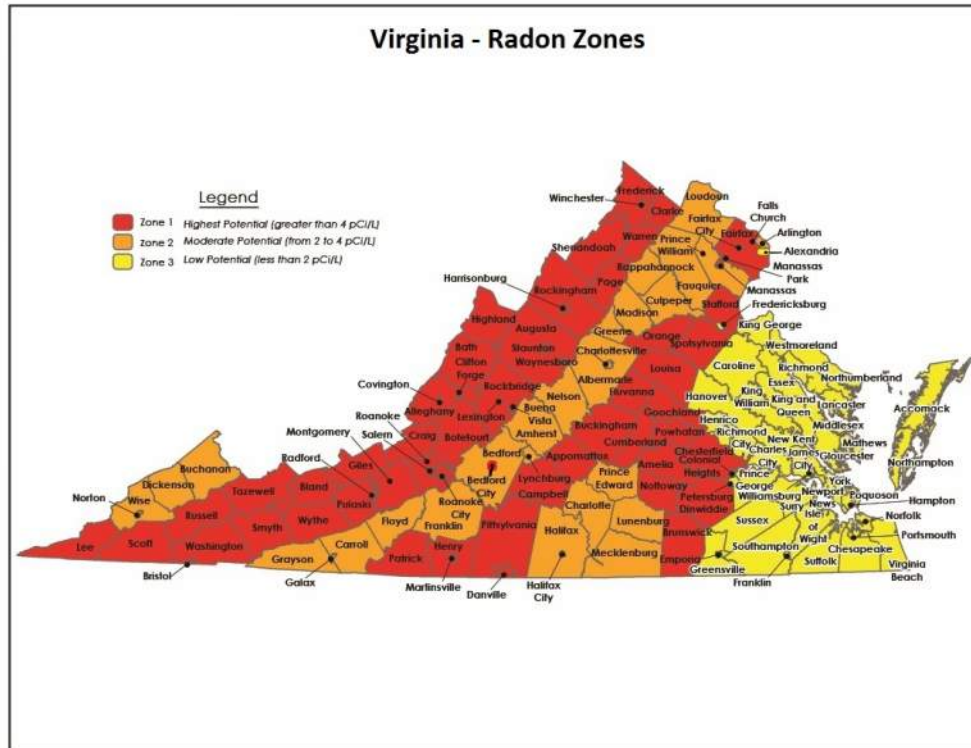 Virginia - Radon Zones
Legend
Zone 1 Highest Potential (greater than 4 pCi/L)
Zone 2 Moderate Potential (from 2 to 4 pCi/L)
Zone 3 Low Potential (less than 2 pCi/L)
Frederick
Winchester
Clarke
Loudoun
Falls
Church
Fairfax
City
Fairfax
Arlington
Alexandria
Warren
Prince
William
Manassas
Park
Shenandoah
Rappahannock
Manassas
Harrisonburg
Page
Fauquier
Rockingham
Culpeper
Stafford
Fredericksburg
Madison
King George
Highland
Augusta
Greene
Orange
Spotsylvania
Westmoreland
Bath
Staunton
Charlottesville
Clifton
Forge
Waynesboro
Louisa
Caroline
Richmond
Essex
Northumberland
Albemarle
Covington
Rockbridge
Nelson
Huvanna
Hanover
King
William
King and
Queen
Lancaster
Accomack
Alleghany
Lexington
Buena
Vista
Goochland
Henrico
Middlesex
Roanoke
Craig
Botetourt
Amherst
Buckingham
Powhatan
Richmond
City
New Kent
Mathews
Salem
Cumberland
Chesterfield
Charles
City
James
City
Gloucester
Montgomery
Bedford
Appomattox
Colonial
Heights
Northampton
Radford
Giles
Bedford
City
Lynchburg
Prince
Edward
Amelia
Prince
George
York
Buchanan
Campbell
Nottoway
Petersburg
Williamsburg
Newport
News
Poquoson
Hampton
Dickenson
Tazewell
Bland
Pulaski
Roanoke
City
Charlotte
Dinwiddie
Surry
Norfolk
Norton
Wise
Russell
Wythe
Floyd
Franklin
Pittsylvania
Halifax
Lunenburg
Brunswick
Sussex
Isle
of
Wight
Portsmouth
Smyth
Carroll
Henry
Mecklenburg
Southampton
Chesapeake
Lee
Scott
Washington
Grayson
Patrick
Emporia
Greensville
Suffolk
Virginia
Beach
Bristol
Galax
Martinsville
Danville
Halifax
City
Franklin